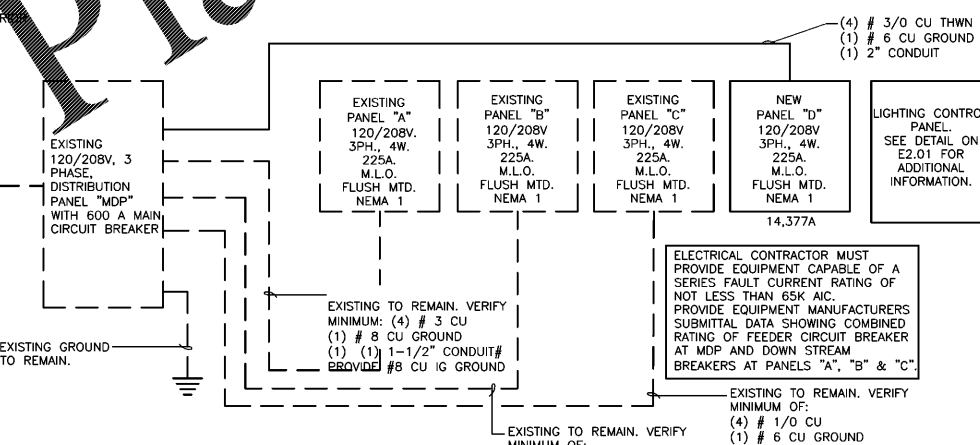 (4) # 3/0 CU THWN
(1) # 6 CU GROUND
(1) 2" CONDUIT
EXISTING
120/208V, 3
PHASE,
DISTRIBUTION
PANEL "MDP"
WITH 600 A MAIN
CIRCUIT BREAKER
EXISTING
PANEL "A"
120/208V.
3PH., 4W.
225A.
M.L.O.
FLUSH MTD.
NEMA 1
EXISTING
PANEL "B"
120/208V
3PH., 4W.
225A.
M.L.O.
FLUSH MTD.
NEMA 1
EXISTING
PANEL "C"
120/208V
3PH., 4W.
225A.
M.L.O.
FLUSH MTD.
NEMA 1
NEW
PANEL "D"
120/208V
3PH., 4W.
225A.
M.L.O.
FLUSH MTD.
NEMA 1
14,377A
LIGHTING CONTRO
PANEL.
SEE DETAIL ON
E2.01 FOR
ADDITIONAL
INFORMATION.
ELECTRICAL CONTRACTOR MUST
PROVIDE EQUIPMENT CAPABLE OF A
SERIES FAULT CURRENT RATING OF
NOT LESS THAN 65K AIC.
PROVIDE EQUIPMENT MANUFACTURERS
SUBMITTAL DATA SHOWING COMBINED
RATING OF FEEDER CIRCUIT BREAKER
AT MDP AND DOWN STREAM
BREAKERS AT PANELS "A", "B" & "C".
EXISTING TO REMAIN. VERIFY
MINIMUM: (4) # 3 CU
(1) # 8 CU GROUND
(1) (1) 1-1/2" CONDUIT#
PROVIDE #8 CU IG GROUND
EXISTING GROUND
TO REMAIN.
EXISTING TO REMAIN. VERIFY
MINIMUM OF:
(4) # 1/0 CU
(1) # 6 CU GROUND
EXISTING TO REMAIN. VERIFY
MINIMUM OF: